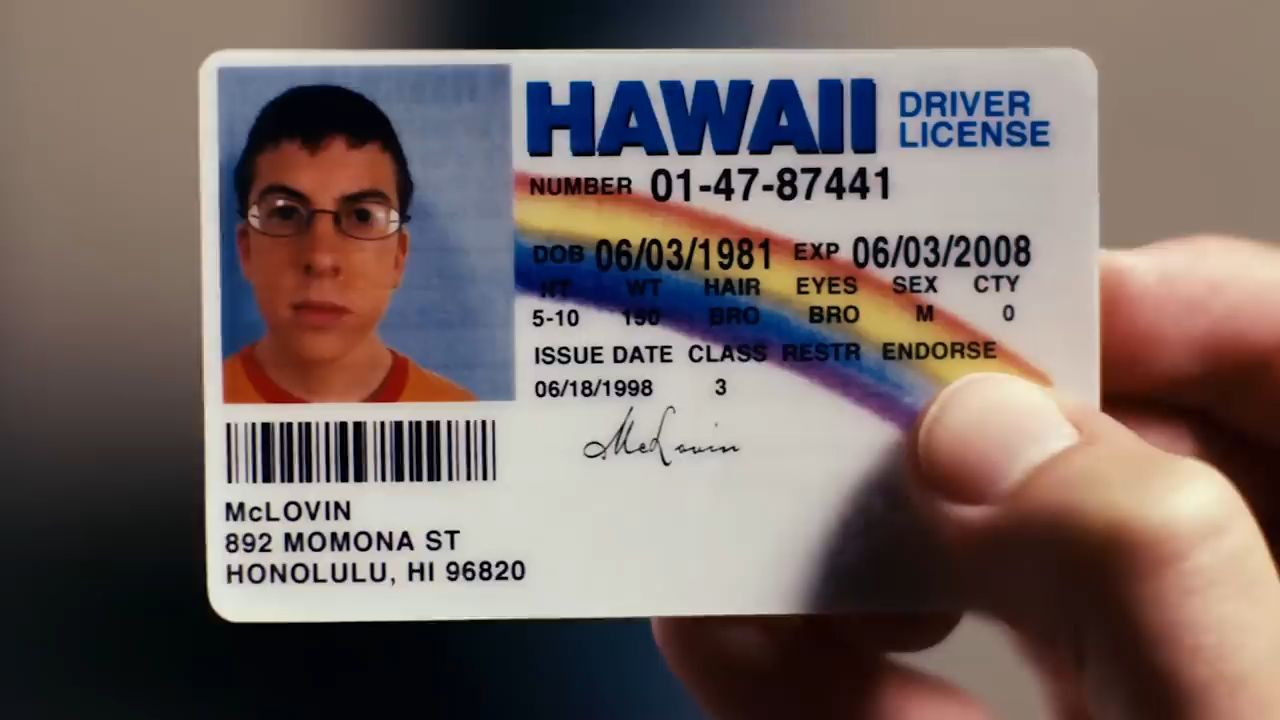 HAWAII DRIVER LICENSE
NUMBER 01-47-87441
DOB 06/03/1981 EXP 06/03/2008
HT WT HAIR EYES SEX CTY
5-10 150 BRO BRO M 0
ISSUE DATE CLASS RESTR ENDORSE
06/18/1998 3
McLovin
McLOVIN
892 MOMONA ST
HONOLULU, HI 96820